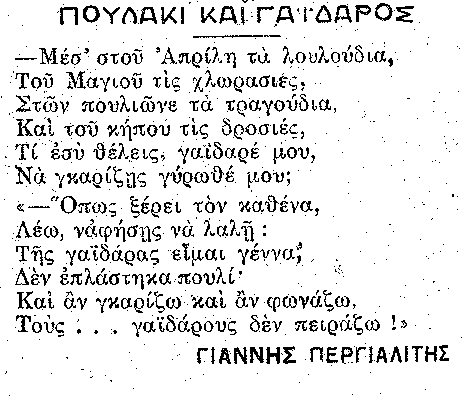 ΠΟΥΛΑΚΙ ΚΑΙ ΓΑΥΔΑΡΟΣ
—Μέσ' στοῦ Ἀπρίλη τὰ λουλούδια,
Τοῦ Μαγιοῦ τὶς χλωρασιές,
Στῶν πουλιῶνε τὰ τραγούδια,
Καὶ τοῦ κήπου τὶς δροσιές,
Τί ἐσὺ θέλεις, γαϊδαρέ μου,
Νὰ γκαρίζῃς γύρωθέ μου;
«—Ὅπως ξέρει τὸν καθένα,
Λέω, νἀφήσῃς νὰ λαλῇ :
Τῆς γαϊδάρας εἶμαι γέννα,
Δὲν ἐπλάστηκα πουλί·
Καὶ ἂν γκαρίζω καὶ ἂν φωνάζω,
Τοὺς . . . γαϊδάρους δὲν πειράζω !»
ΓΙΑΝΝΗΣ ΠΕΡΓΙΑΛΙΤΗΣ